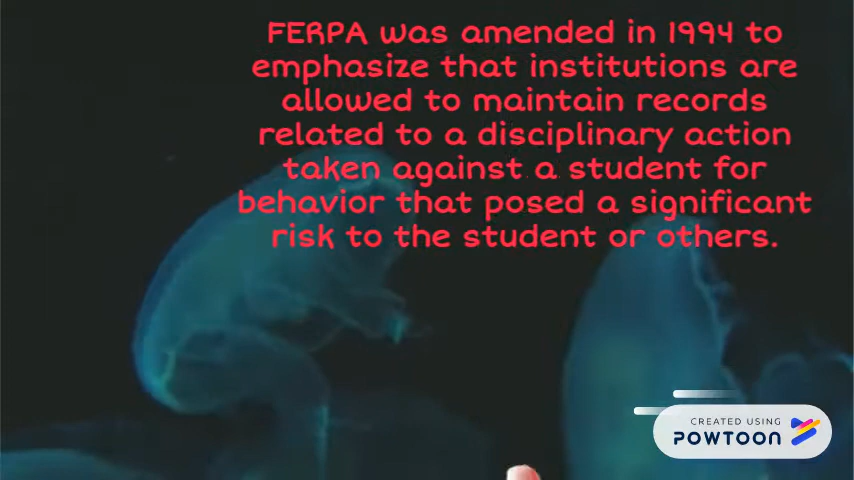 FERPA was amended in 1994 to
emphasize that institutions are
allowed to maintain records
related to a disciplinary action
taken against a student for
behavior that posed a significant
risk to the student or others.
CREATED USING
POWTOON